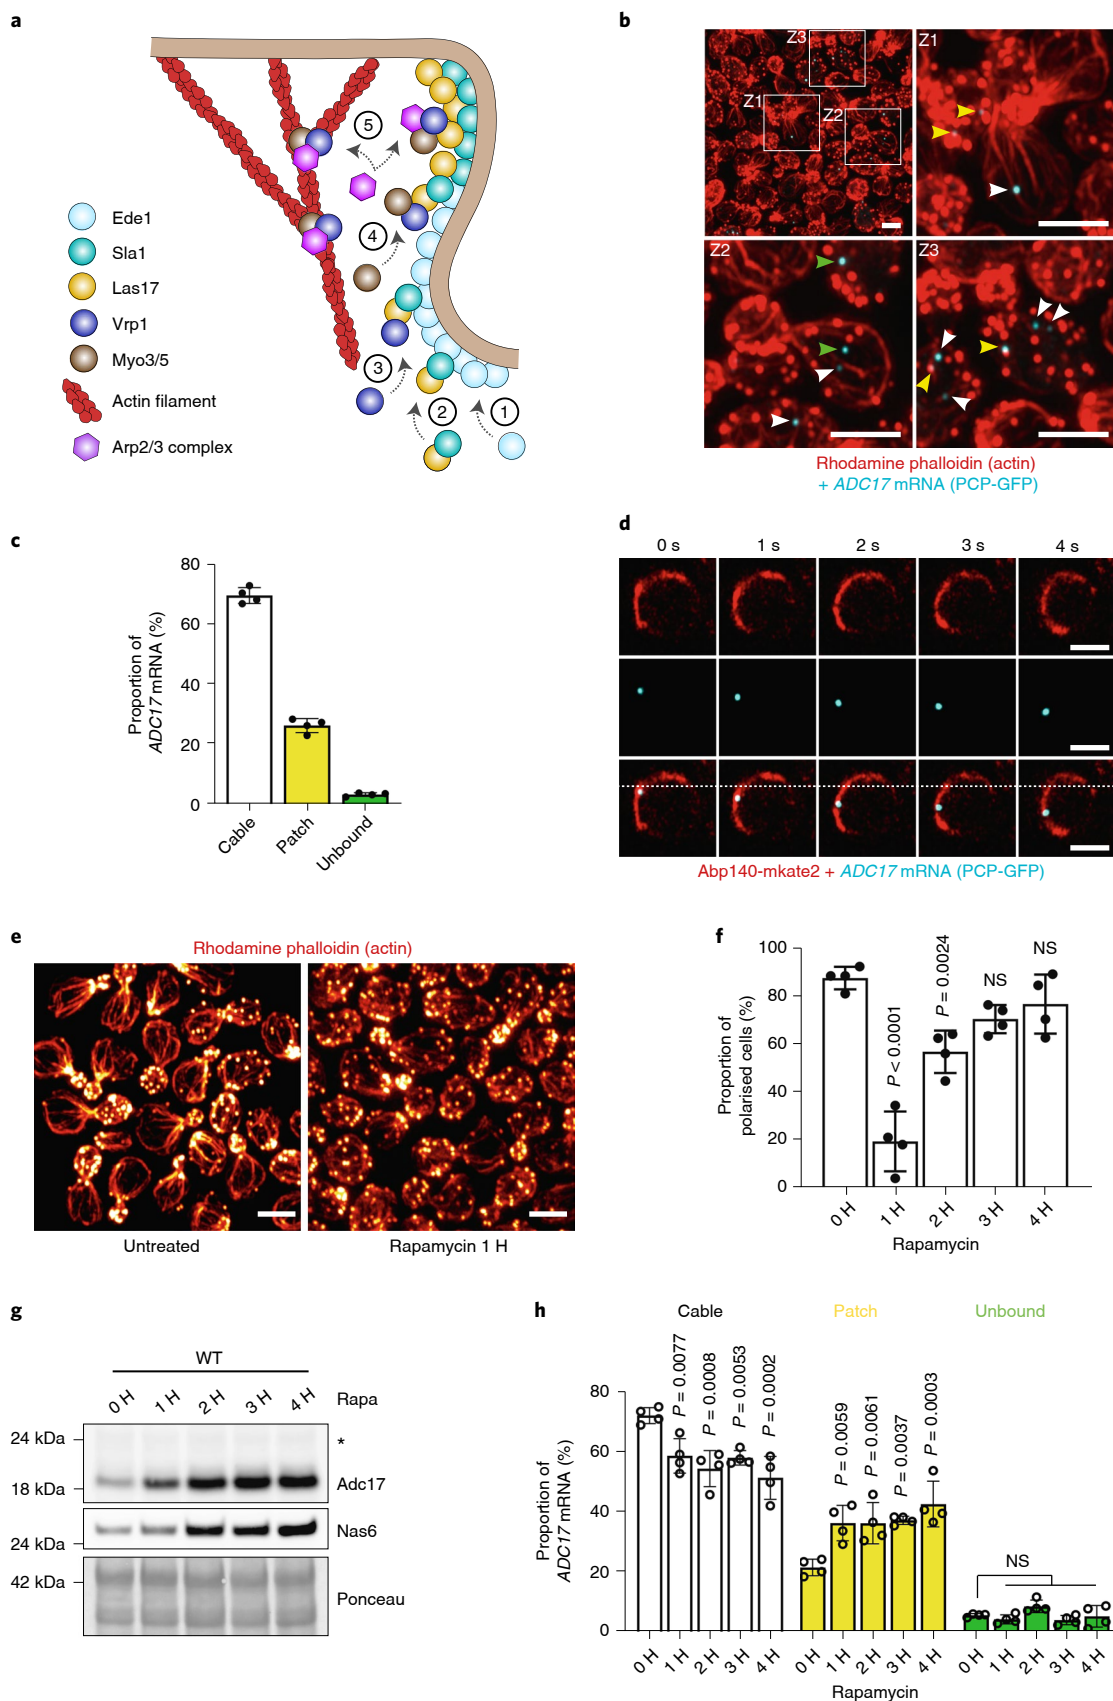 a
1
2
3
4
5
Ede1
Sla1
Las17
Vrp1
Myo3/5
Actin filament
Arp2/3 complex
b
Z3
Z1
Z2
Z1
Z2
Z3
Rhodamine phalloidin (actin)
+ ADC17 mRNA (PCP-GFP)
c
Proportion of
ADC17 mRNA (%)
80
60
40
20
0
Cable
Patch
Unbound
d
0 s 1 s 2 s 3 s 4 s
Abp140-mkate2 + ADC17 mRNA (PCP-GFP)
e
Rhodamine phalloidin (actin)
Untreated
Rapamycin 1 H
f
Proportion of
polarised cells (%)
100
80
60
40
20
0
P < 0.0001
P = 0.0024
NS
NS
0 H 1 H 2 H 3 H 4 H
Rapamycin
g
WT
0 H 1 H 2 H 3 H 4 H Rapa
24 kDa
*
18 kDa
Adc17
Nas6
24 kDa
42 kDa
Ponceau
h
Cable Patch Unbound
Proportion of
ADC17 mRNA (%)
80
60
40
20
0
P = 0.0077
P = 0.0008
P = 0.0053
P = 0.0002
P = 0.0059
P = 0.0061
P = 0.0037
P = 0.0003
NS
0 H 1 H 2 H 3 H 4 H 0 H 1 H 2 H 3 H 4 H 0 H 1 H 2 H 3 H 4 H
Rapamycin